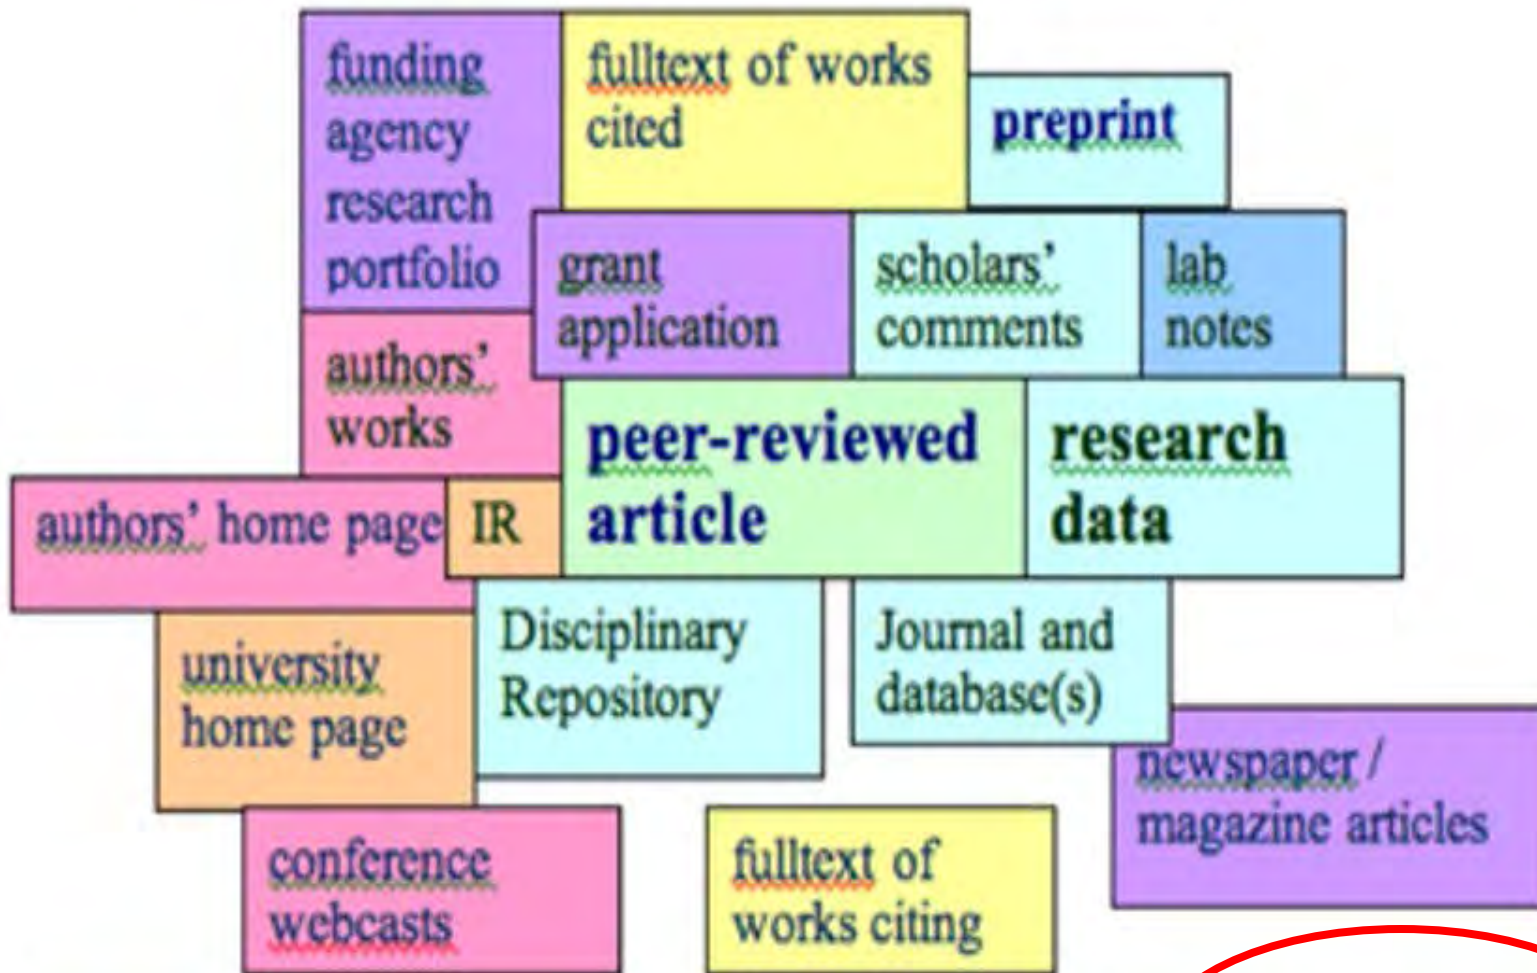 funding
agency
research
portfolio
fulltext of works
cited
preprint
grant
application
scholars’
comments
lab
notes
authors’
works
peer-reviewed
article
research
data
authors’ home page
IR
university
home page
Disciplinary
Repository
Journal and
database(s)
newspaper /
magazine articles
conference
webcasts
fulltext of
works citing